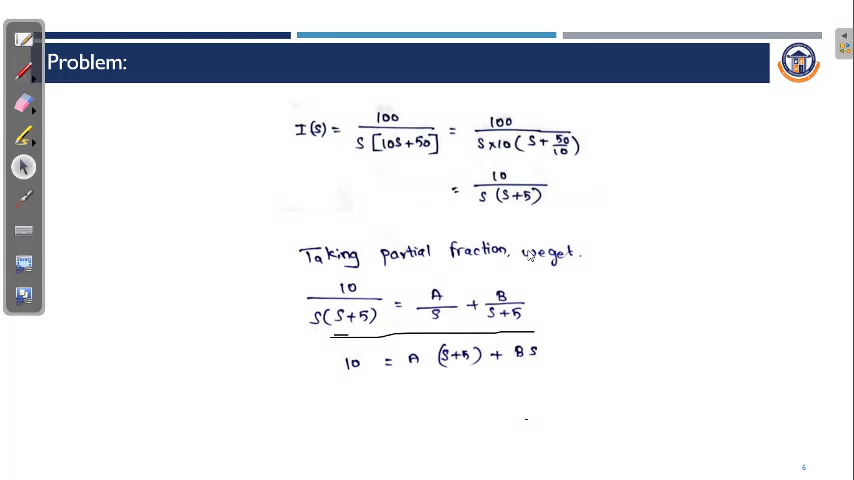 Problem:
I(S) = 100 / S [10S+50] = 100 / S×10 ( S + 50/10 )
= 10 / S (S+5)
Taking partial fraction, we get.
10 / S(S+5) = A / S + B / S+5
10 = A (S+5) + B S
6